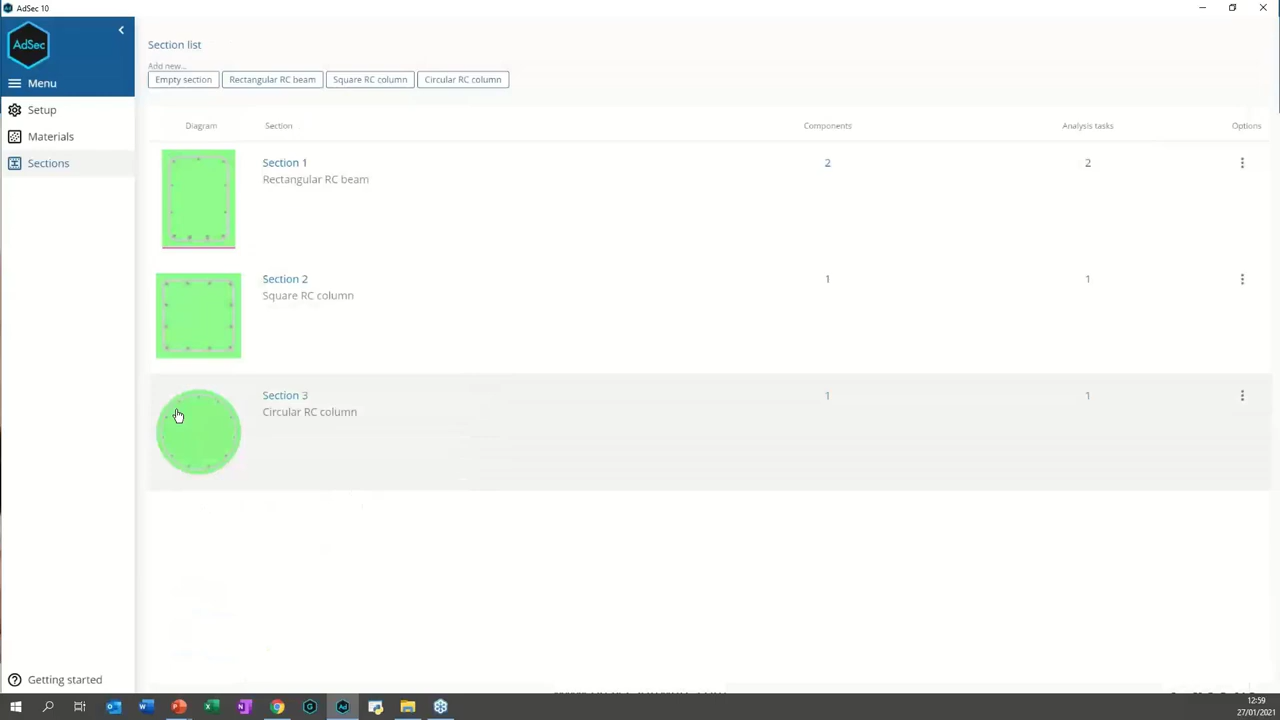 AdSec 10
AdSec
Menu
Setup
Materials
Sections
Getting started
Section list
Add new...
Empty section
Rectangular RC beam
Square RC column
Circular RC column
Diagram Section Components Analysis tasks Options
Section 1 2 2
Rectangular RC beam
Section 2 1 1
Square RC column
Section 3 1 1
Circular RC column
12:59
27/01/2021